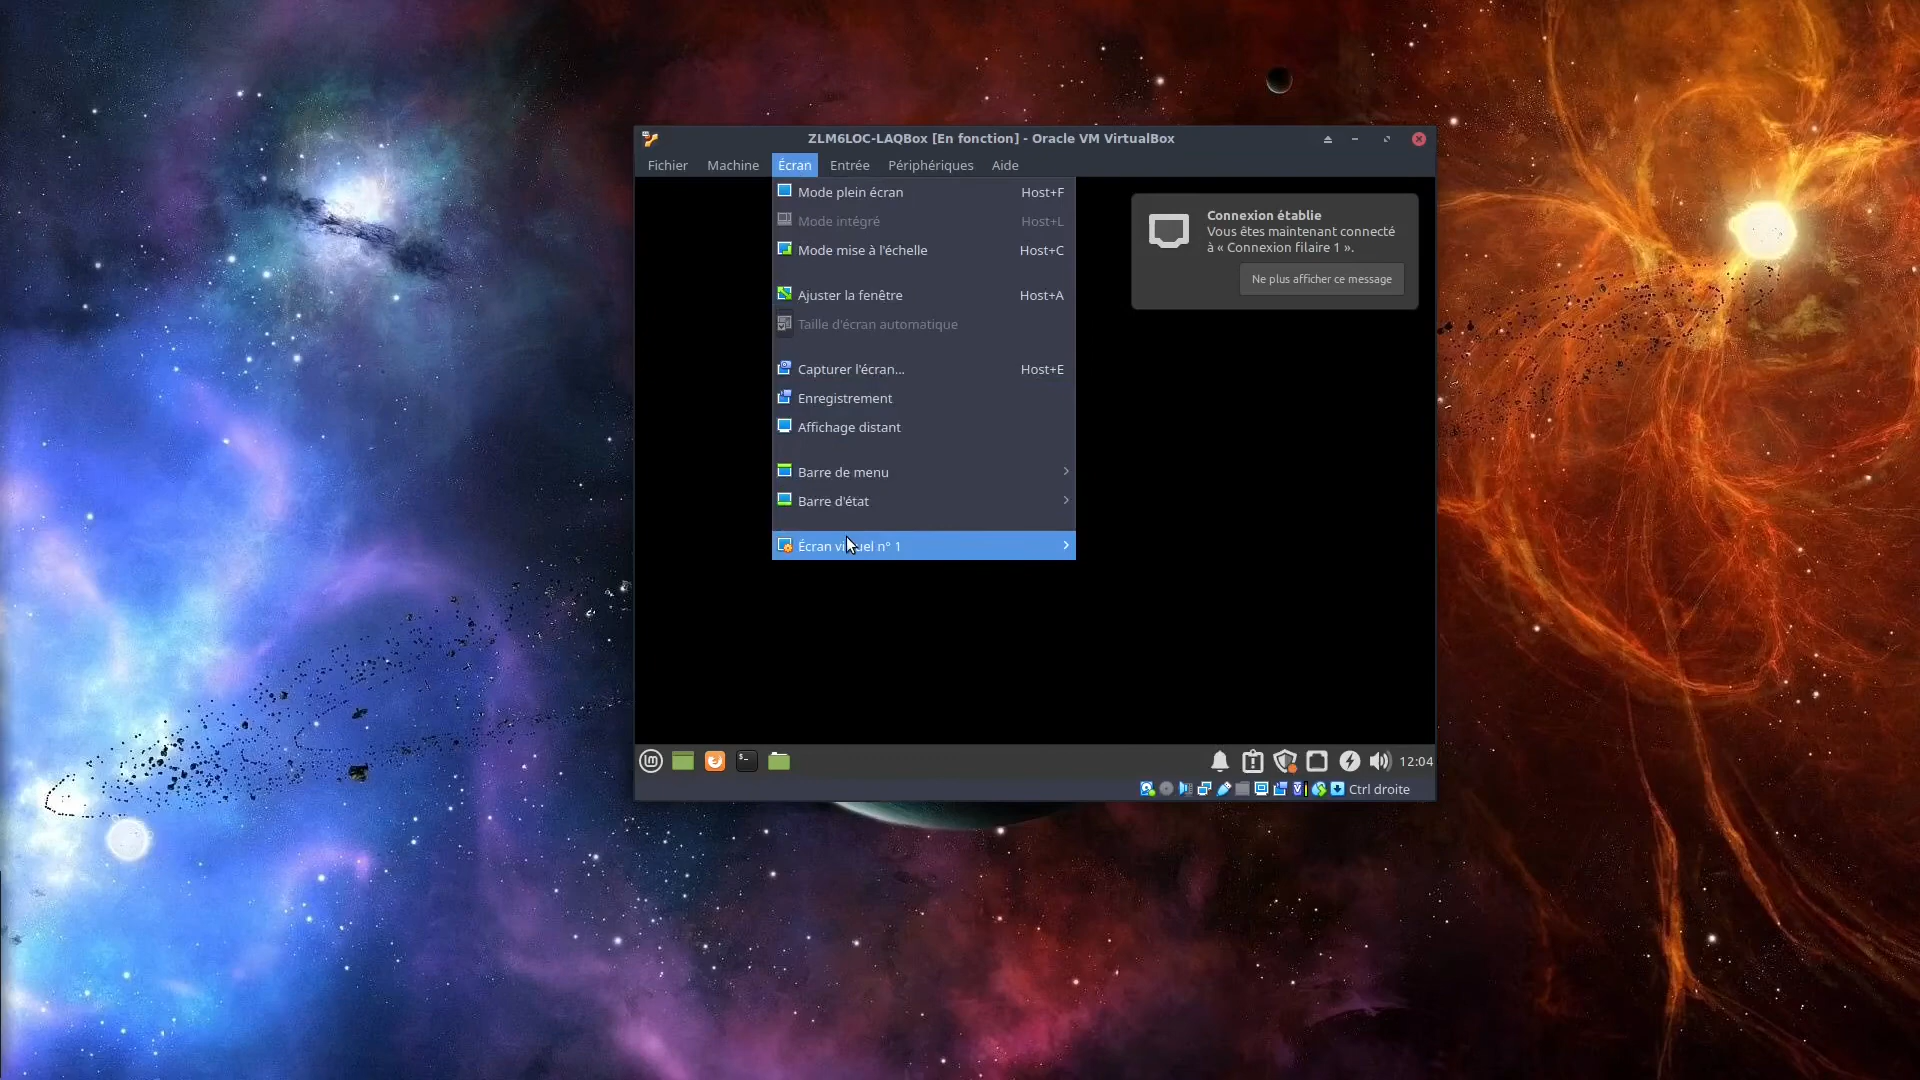 ZLM6LOC-LAQBox [En fonction] - Oracle VM VirtualBox
Fichier Machine Écran Entrée Périphériques Aide
Mode plein écran Host+F
Mode intégré Host+L
Mode mise à l'échelle Host+C
Ajuster la fenêtre Host+A
Taille d'écran automatique
Capturer l'écran... Host+E
Enregistrement
Affichage distant
Barre de menu
Barre d'état
Écran virtuel n° 1
Connexion établie
Vous êtes maintenant connecté
à « Connexion filaire 1 ».
Ne plus afficher ce message
12:04
Ctrl droite